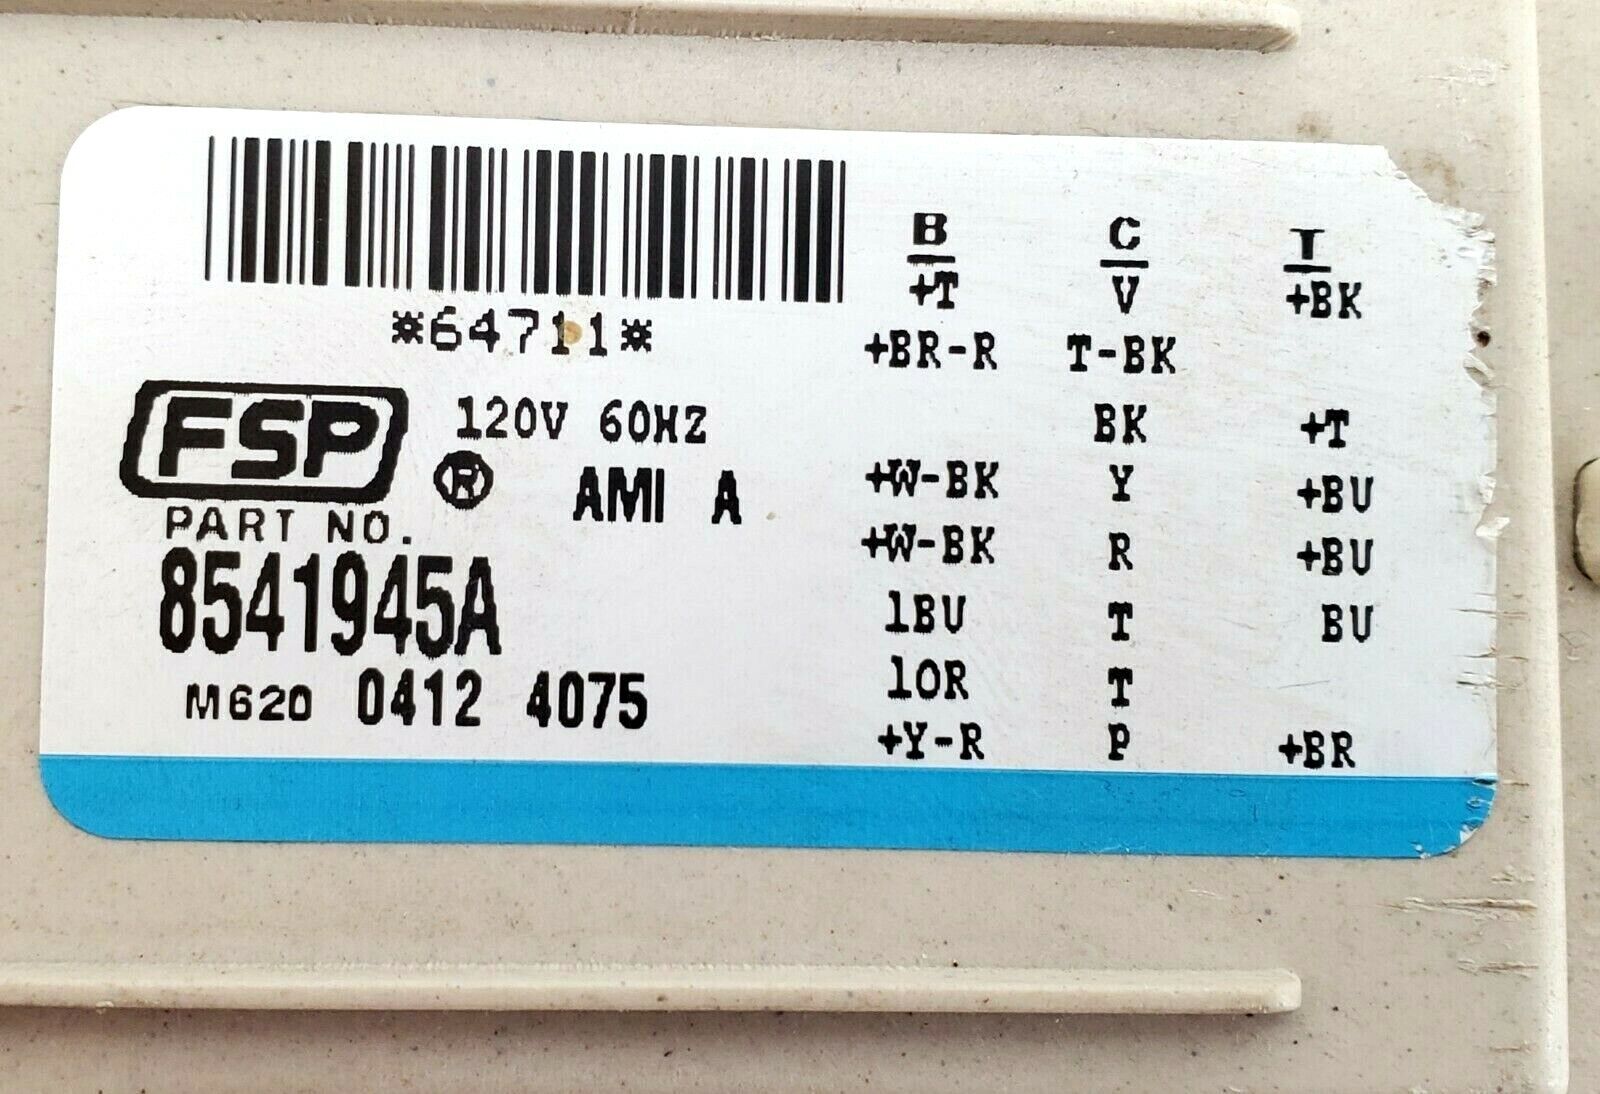 *64711*
FSP ® 120V 60HZ
AMI A
PART NO.
8541945A
M620 0412 4075
B C T
+T V +BK
+BR-R T-BK
BK +T
+W-BK Y +BU
+W-BK R +BU
1BU T BU
1OR T
+Y-R P +BR